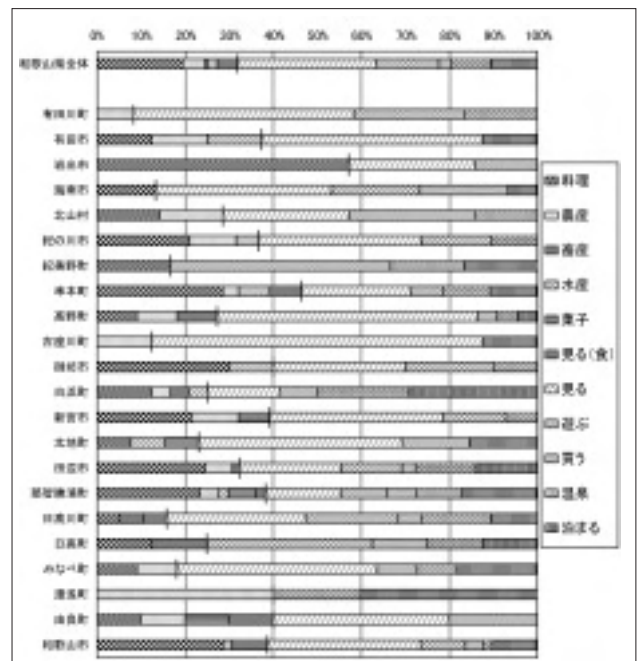 0% 10% 20% 30% 40% 50% 60% 70% 80% 90% 100%
和歌山県全体
有田川町
有田市
岩出市
海南市
北山村
紀の川市
紀美野町
串本町
高野町
古座川町
御坊市
白浜町
新宮市
太地町
田辺市
那智勝浦町
日高川町
日高町
みなべ町
湯浅町
由良町
和歌山市
料理
農産
畜産
水産
菓子
見る(食)
見る
遊ぶ
買う
温泉
泊まる